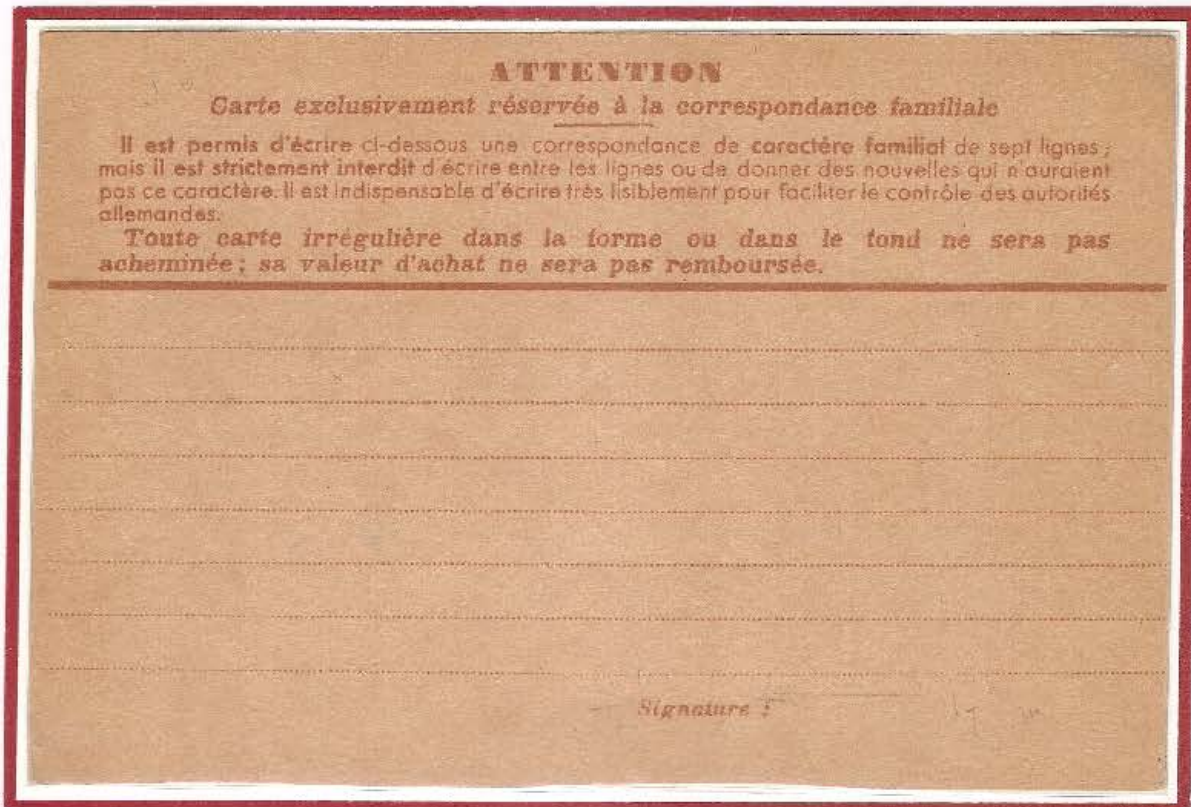 ATTENTION
Carte exclusivement réservée à la correspondance familiale
Il est permis d'écrire ci-dessous une correspondance de caractère familial de sept lignes;
mais il est strictement interdit d'écrire entre les lignes ou de donner des nouvelles qui n'auraient
pas ce caractère. Il est indispensable d'écrire très lisiblement pour faciliter le contrôle des autorités
allemandes.
Toute carte irrégulière dans la forme ou dans le fond ne sera pas
acheminée; sa valeur d'achat ne sera pas remboursée.
Signature :